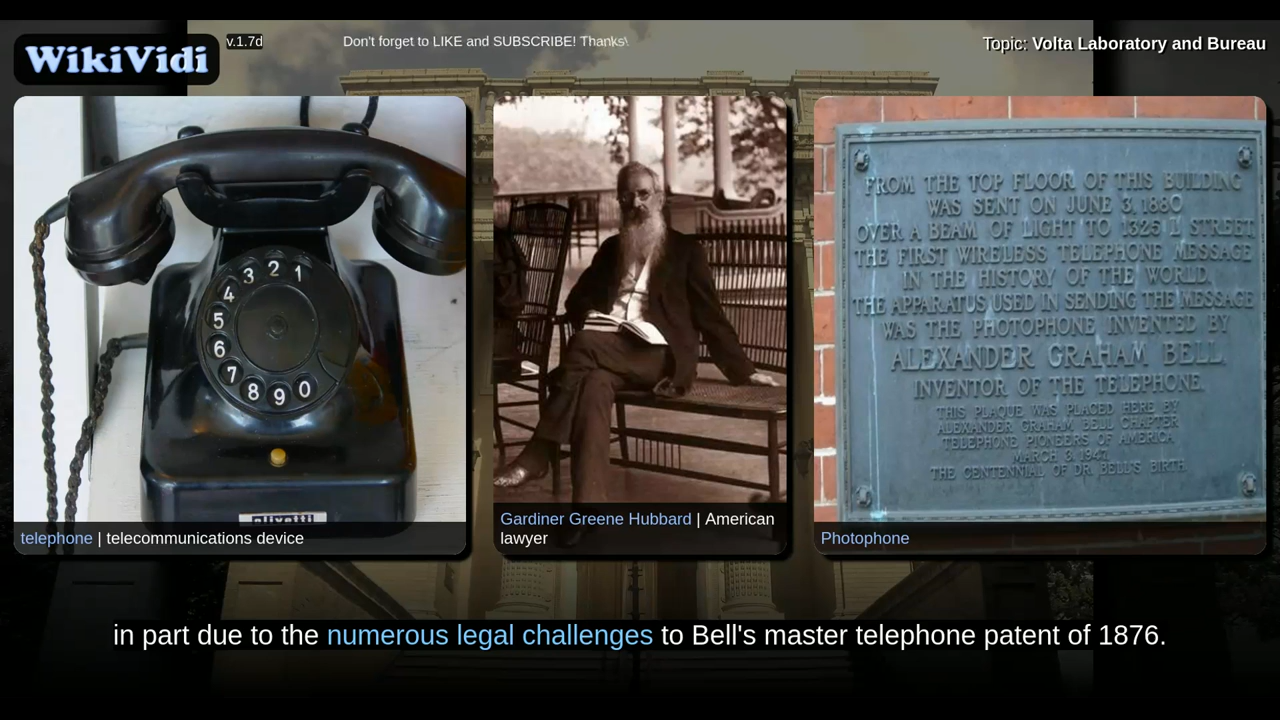 WikiVidi
v.1.7d
Don't forget to LIKE and SUBSCRIBE! Thanks\
Topic: Volta Laboratory and Bureau
1
2
3
4
5
6
7
8
9
0
olivetti
telephone | telecommunications device
Gardiner Greene Hubbard | American
lawyer
FROM THE TOP FLOOR OF THIS BUILDING
WAS SENT ON JUNE 3, 1880
OVER A BEAM OF LIGHT TO 1325 L STREET
THE FIRST WIRELESS TELEPHONE MESSAGE
IN THE HISTORY OF THE WORLD.
THE APPARATUS USED IN SENDING THE MESSAGE
WAS THE PHOTOPHONE INVENTED BY
ALEXANDER GRAHAM BELL.
INVENTOR OF THE TELEPHONE.
THIS PLAQUE WAS PLACED HERE BY
ALEXANDER GRAHAM BELL CHAPTER
TELEPHONE PIONEERS OF AMERICA
MARCH 3, 1947
THE CENTENNIAL OF DR. BELL'S BIRTH.
Photophone
in part due to the numerous legal challenges to Bell's master telephone patent of 1876.